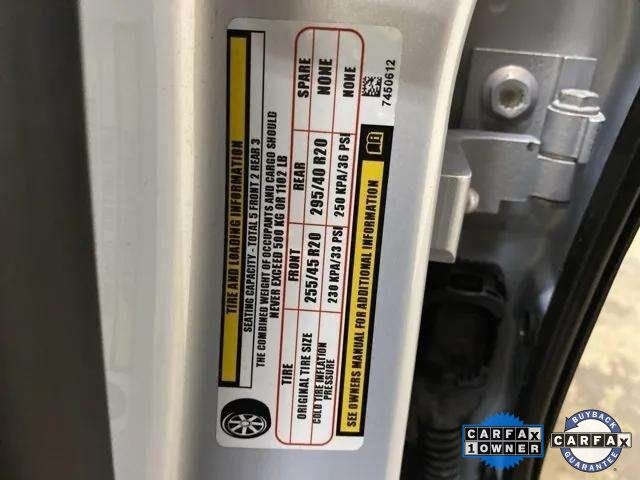 TIRE AND LOADING INFORMATION
SEATING CAPACITY - TOTAL 5 FRONT 2 REAR 3
THE COMBINED WEIGHT OF OCCUPANTS AND CARGO SHOULD
NEVER EXCEED 500 KG OR 1102 LB
TIRE FRONT REAR SPARE
ORIGINAL TIRE SIZE 255/45 R20 295/40 R20 NONE
COLD TIRE INFLATION
PRESSURE 230 KPA/33 PSI 250 KPA/36 PSI NONE
SEE OWNERS MANUAL FOR ADDITIONAL INFORMATION
7450612
CARFAX
1 OWNER
BUYBACK
CARFAX
GUARANTEE